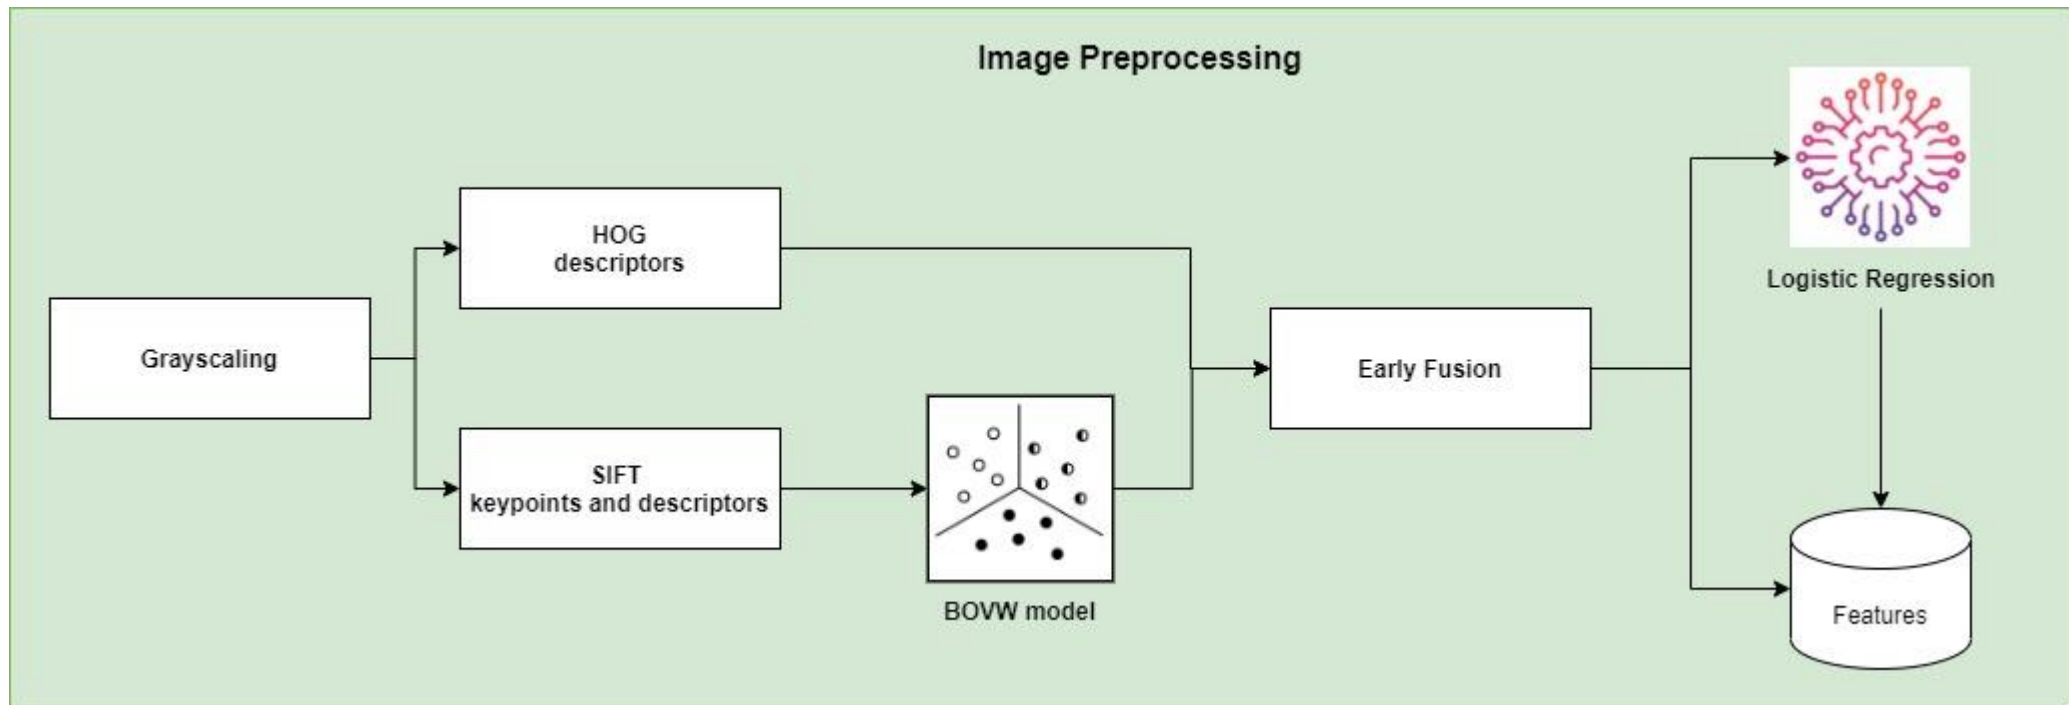 Image Preprocessing
Grayscaling
HOG
descriptors
SIFT
keypoints and descriptors
BOVW model
Early Fusion
Logistic Regression
Features